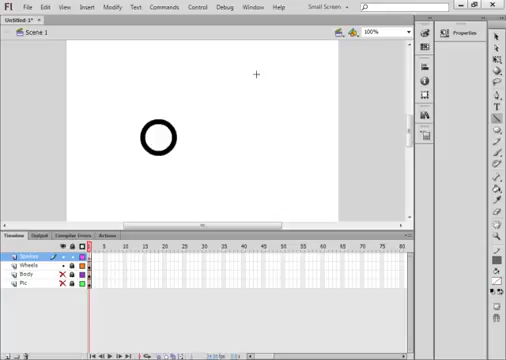 Fl File Edit View Insert Modify Text Commands Control Debug Window Help Small Screen
Untitled-1*
Scene 1 100%
Properties
Timeline Output Compiler Errors Actions
1 5 10 15 20 25 30 35 40 45 50 55 60 65 70 75 80
Spokes
Wheels
Body
Pic